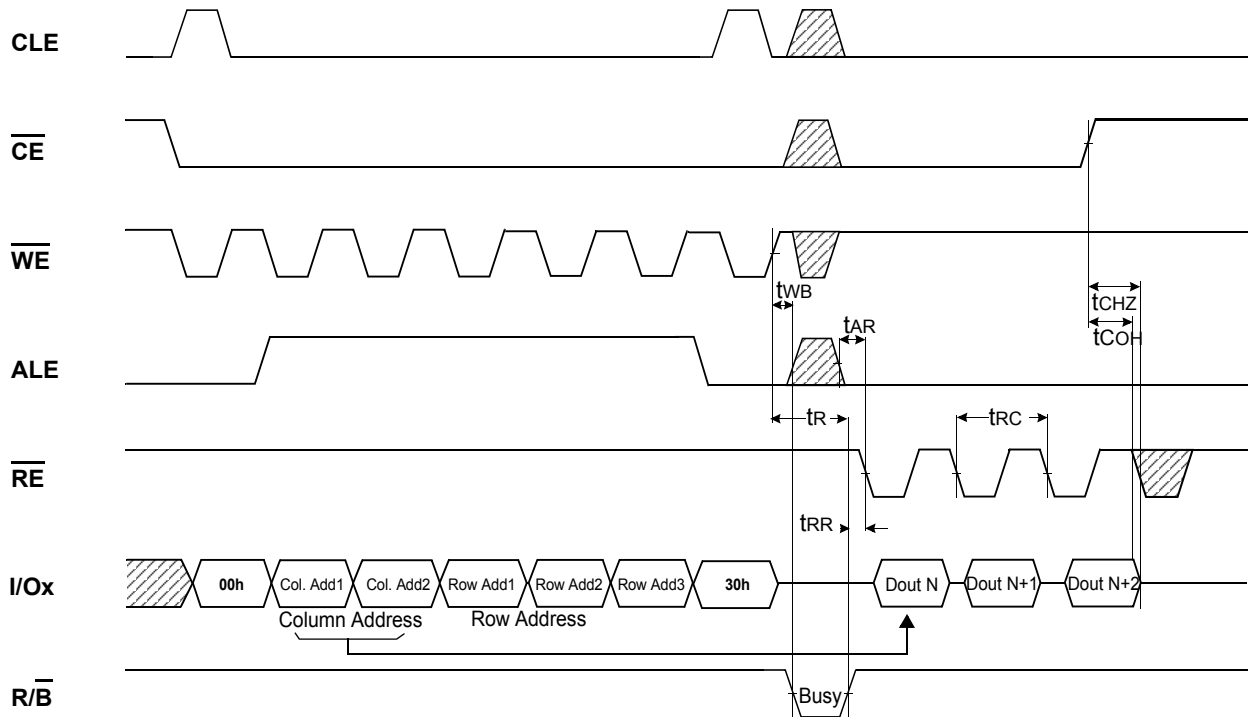 CLE
CE
WE
tWB
tCHZ
tAR
tCOH
ALE
tR
tRC
RE
tRR
I/Ox
00h
Col. Add1
Col. Add2
Row Add1
Row Add2
Row Add3
30h
Dout N
Dout N+1
Dout N+2
Column Address
Row Address
R/B
Busy